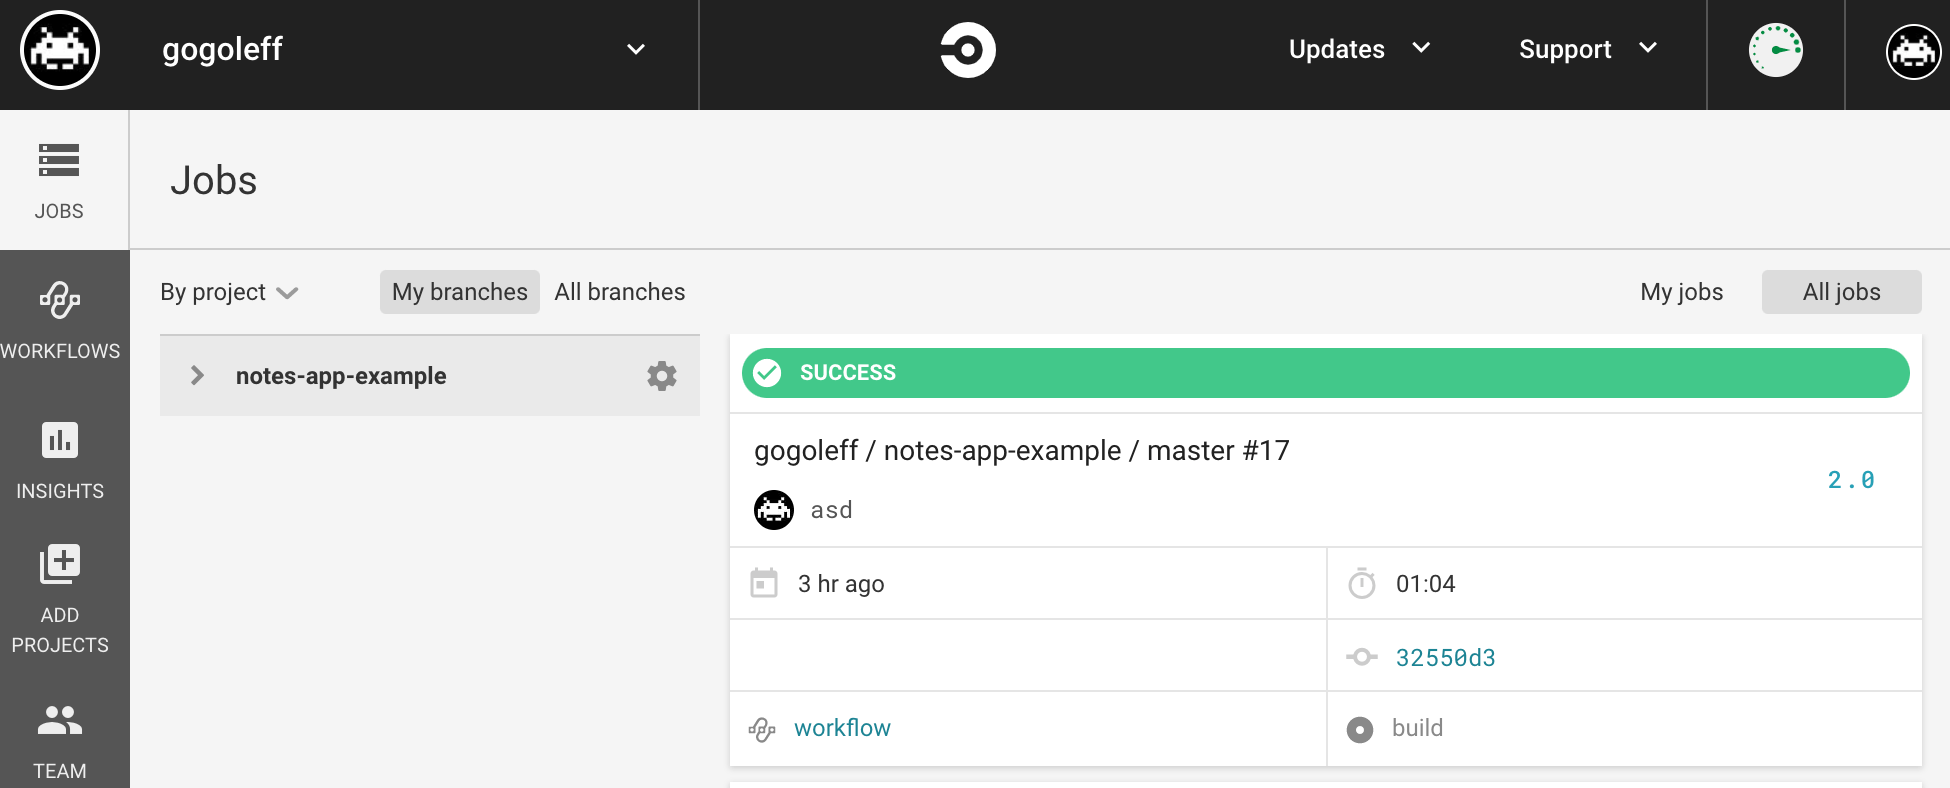 gogoleff
Updates
Support
JOBS
Jobs
WORKFLOWS
INSIGHTS
ADD
PROJECTS
TEAM
By project
My branches
All branches
My jobs
All jobs
notes-app-example
SUCCESS
gogoleff / notes-app-example / master #17
2.0
asd
3 hr ago
01:04
32550d3
workflow
build